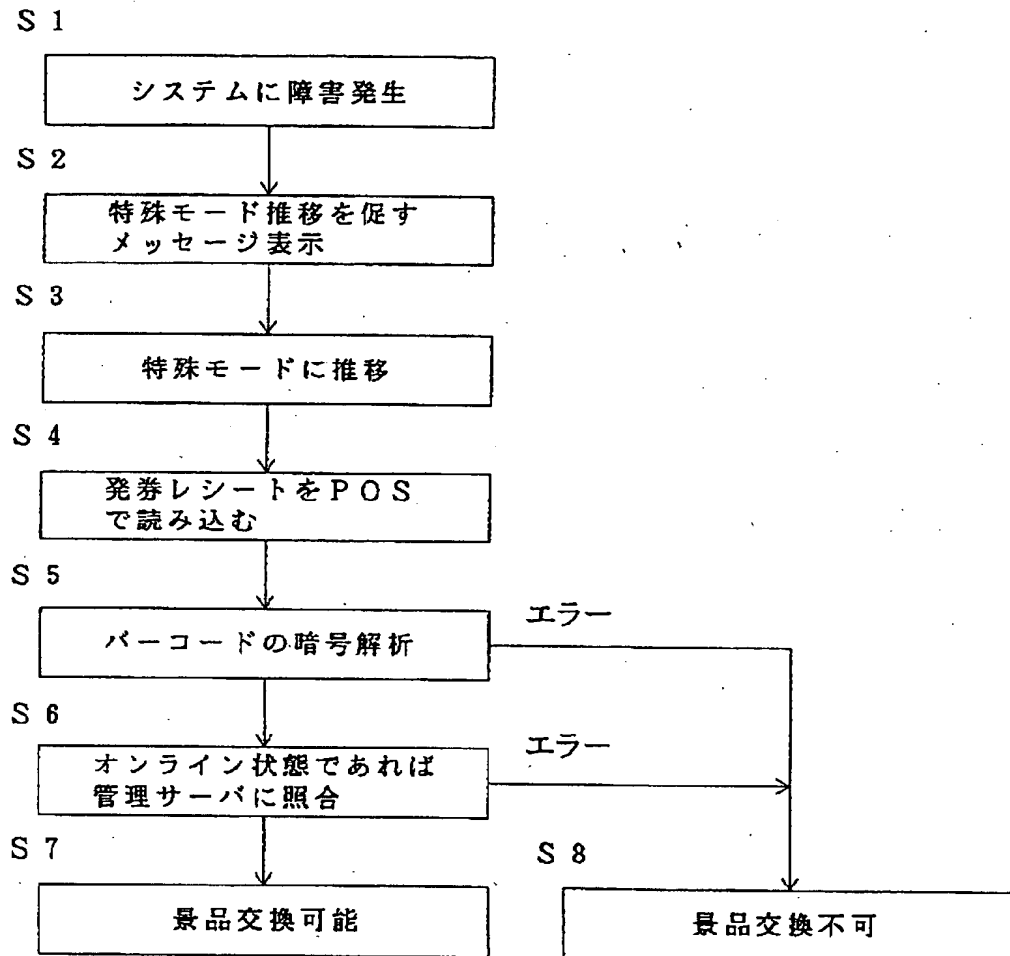 S 1
システムに障害発生
S 2
特殊モード推移を促す
メッセージ表示
S 3
特殊モードに推移
S 4
発券レシートをPOS
で読み込む
S 5
バーコードの暗号解析
エラー
S 6
オンライン状態であれば
管理サーバに照合
エラー
S 7
景品交換可能
S 8
景品交換不可